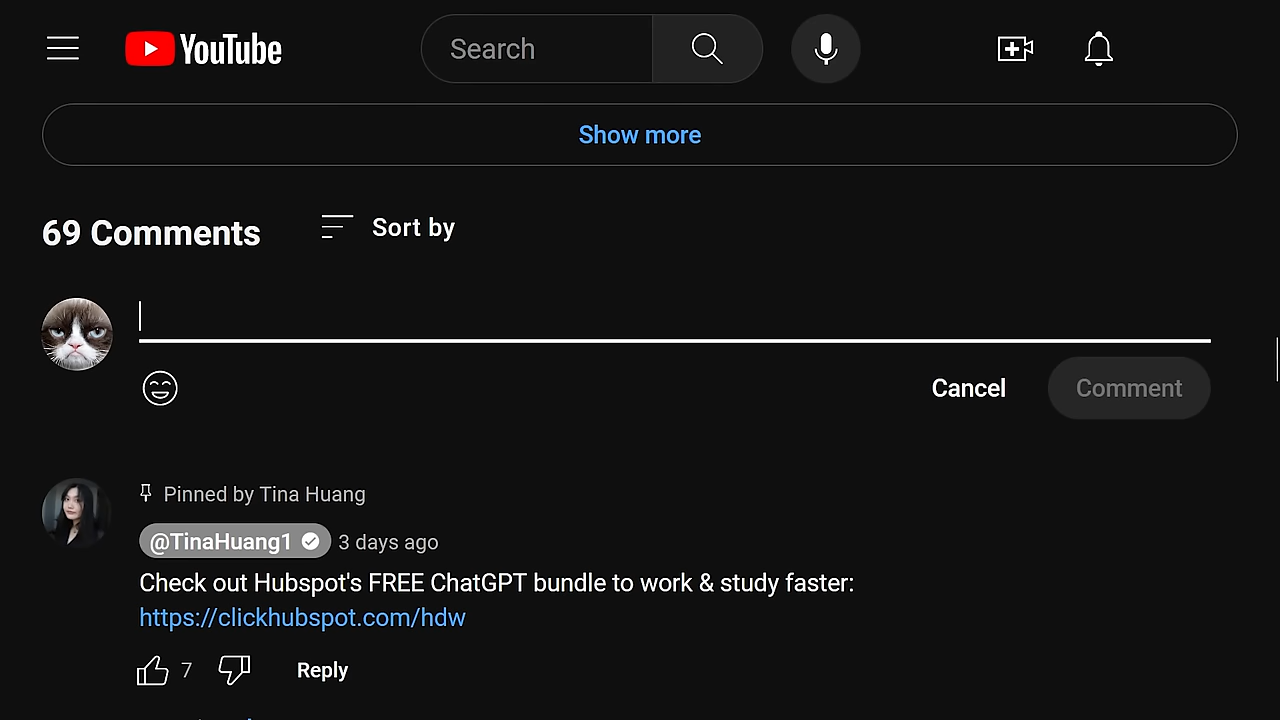 YouTube
Search
Show more
69 Comments
Sort by
Cancel
Comment
Pinned by Tina Huang
@TinaHuang1
3 days ago
Check out Hubspot's FREE ChatGPT bundle to work & study faster:
https://clickhubspot.com/hdw
7
Reply